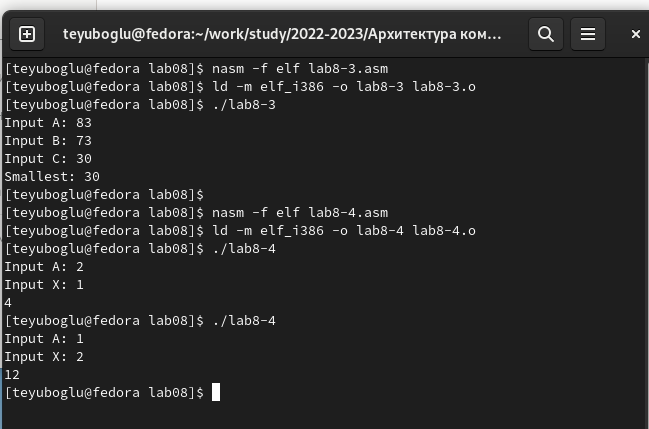 teyuboglu@fedora:~/work/study/2022-2023/Архитектура ком...
[teyuboglu@fedora lab08]$ nasm -f elf lab8-3.asm
[teyuboglu@fedora lab08]$ ld -m elf_i386 -o lab8-3 lab8-3.o
[teyuboglu@fedora lab08]$ ./lab8-3
Input A: 83
Input B: 73
Input C: 30
Smallest: 30
[teyuboglu@fedora lab08]$
[teyuboglu@fedora lab08]$ nasm -f elf lab8-4.asm
[teyuboglu@fedora lab08]$ ld -m elf_i386 -o lab8-4 lab8-4.o
[teyuboglu@fedora lab08]$ ./lab8-4
Input A: 2
Input X: 1
4
[teyuboglu@fedora lab08]$ ./lab8-4
Input A: 1
Input X: 2
12
[teyuboglu@fedora lab08]$